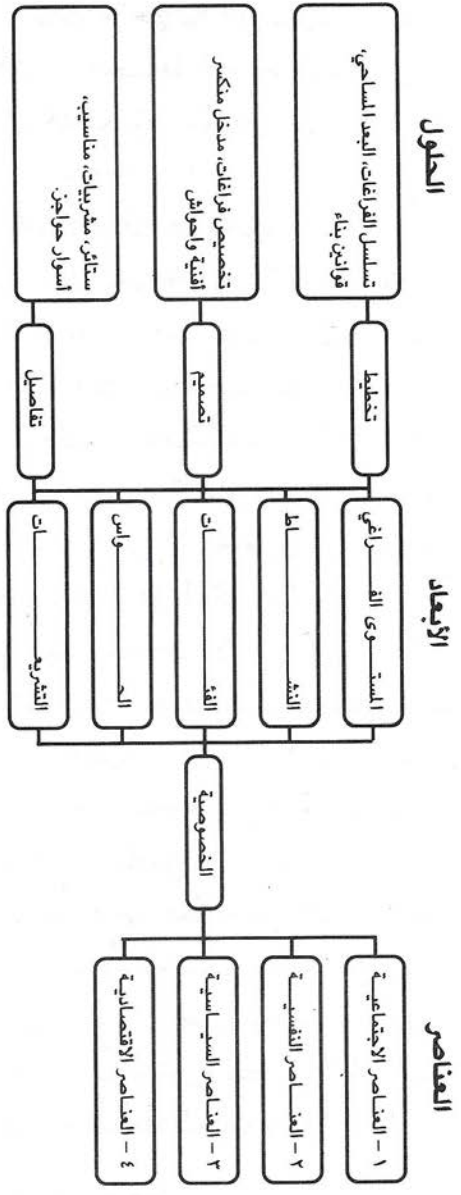 العناصر
١ - العناصر الاجتماعية
٢ - العناصر النفسية
٣ - العناصر السياسية
٤ - العناصر الاقتصادية
الخصوصية
الأبعاد
المستوى الفراغي
النشاط
الفئات
الحواس
التشريعات
تخطيط
تصميم
تفاصيل
الحلول
تسلسل الفراغات، البعد المساحي،
قوانين بناء
تخصيص فراغات، مدخل منكسر
أفنية واحواش
ستائر، مشربيات، مناسيب،
أسوار حواجز.